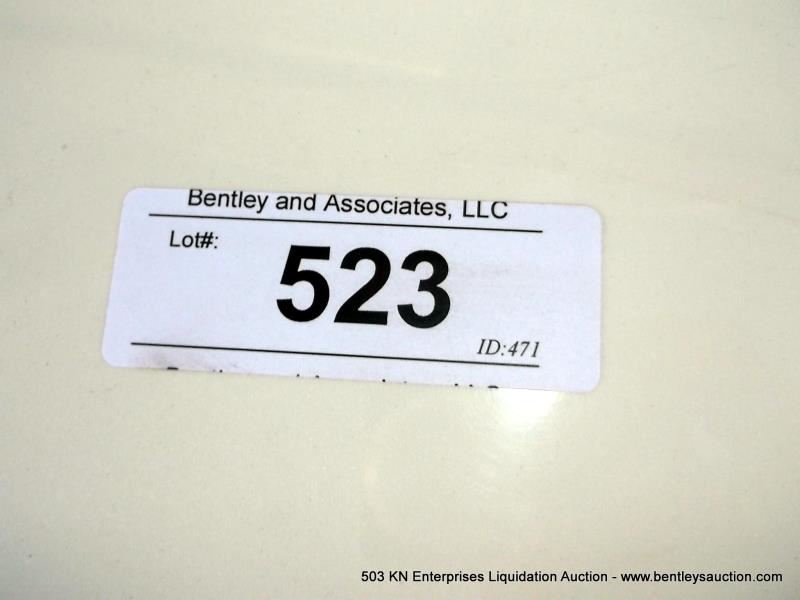 Bentley and Associates, LLC
Lot#:
523
ID:471
503 KN Enterprises Liquidation Auction - www.bentleysauction.com